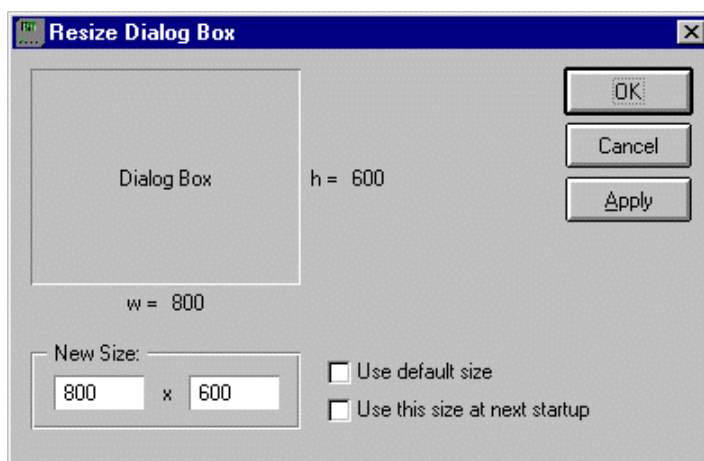 Resize Dialog Box
OK
Cancel
Apply
Dialog Box
h = 600
w = 800
New Size:
800 x 600
Use default size
Use this size at next startup